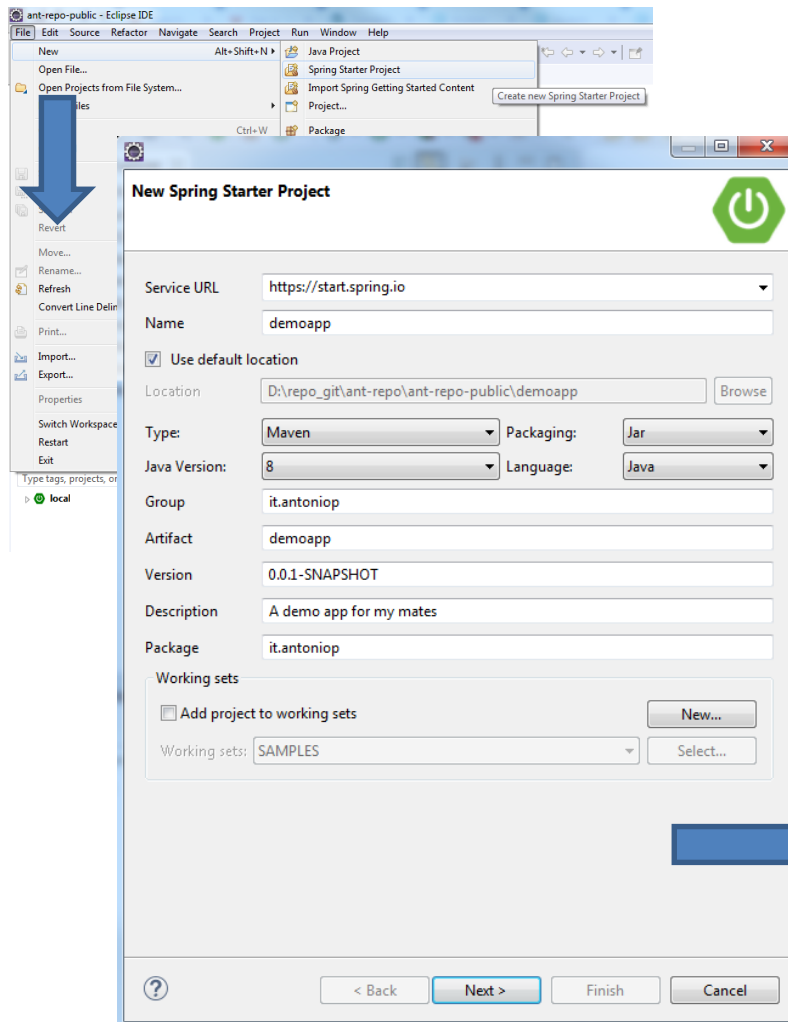 ant-repo-public - Eclipse IDE
File Edit Source Refactor Navigate Search Project Run Window Help
New Alt+Shift+N
Java Project
Open File...
Spring Starter Project
Open Projects from File System...
Import Spring Getting Started Content
Create new Spring Starter Project
Project...
Ctrl+W
Package
Revert
Move...
Rename...
Refresh
Print...
Import...
Export...
Properties
Switch Workspace
Restart
Exit
Type tags, projects, or
local
New Spring Starter Project
Service URL https://start.spring.io
Name demoapp
Use default location
Location D:\repo_git\ant-repo\ant-repo-public\demoapp Browse
Type: Maven Packaging: Jar
Java Version: 8 Language: Java
Group it.antoniop
Artifact demoapp
Version 0.0.1-SNAPSHOT
Description A demo app for my mates
Package it.antoniop
Working sets
Add project to working sets New...
Working sets: SAMPLES Select...
< Back Next > Finish Cancel